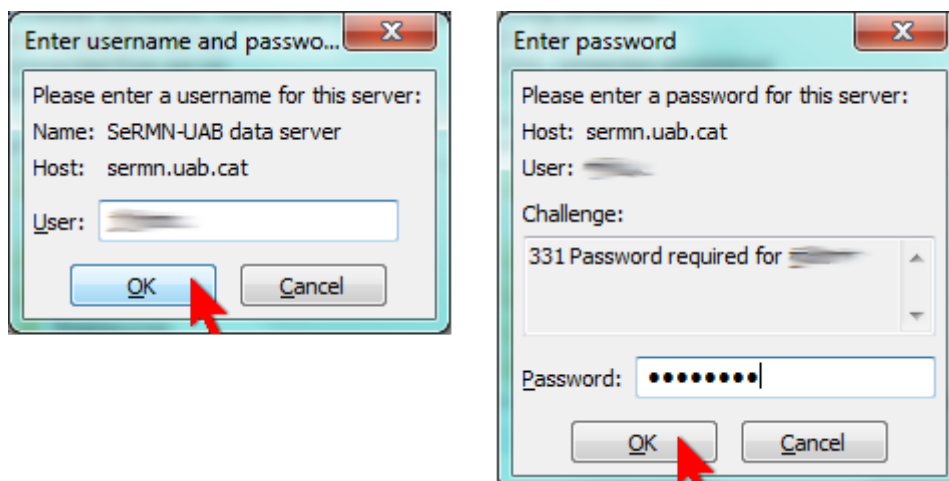 Enter username and passwo...
Please enter a username for this server:
Name: SeRMN-UAB data server
Host: sermn.uab.cat
User:
OK Cancel
Enter password
Please enter a password for this server:
Host: sermn.uab.cat
User:
Challenge:
331 Password required for
Password: ••••••••
OK Cancel